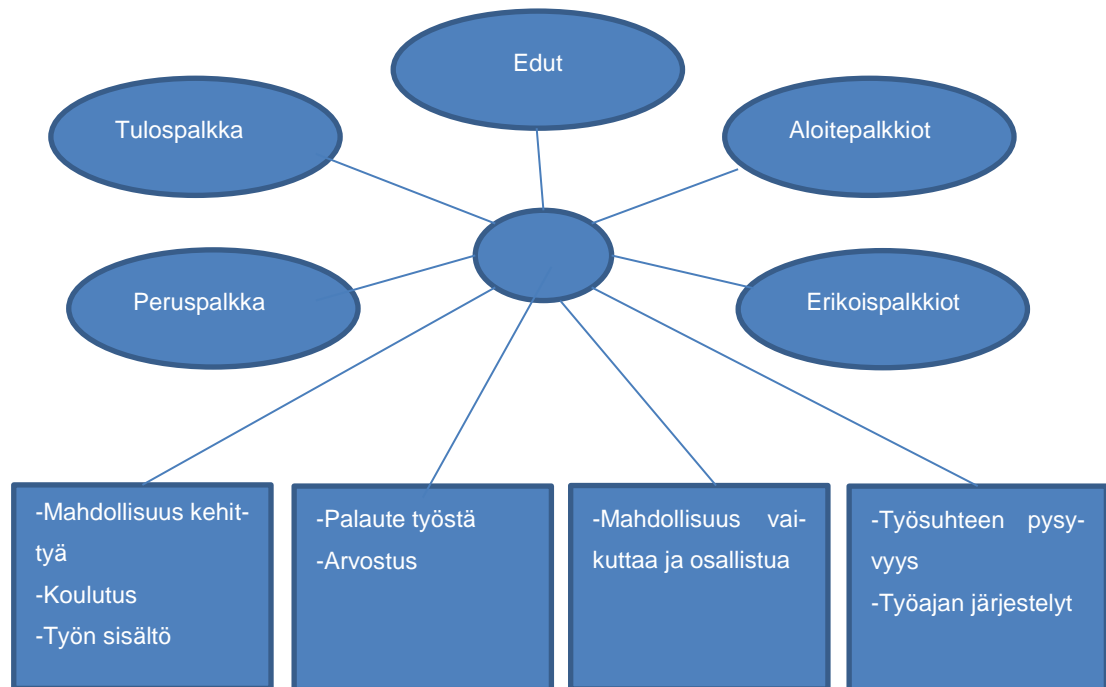 Edut
Tulospalkka
Aloitepalkkiot
Peruspalkka
Erikoispalkkiot
-Mahdollisuus kehit-
tyä
-Koulutus
-Työn sisältö
-Palaute työstä
-Arvostus
-Mahdollisuus vai-
kuttaa ja osallistua
-Työsuhteen pysy-
vyys
-Työajan järjestelyt